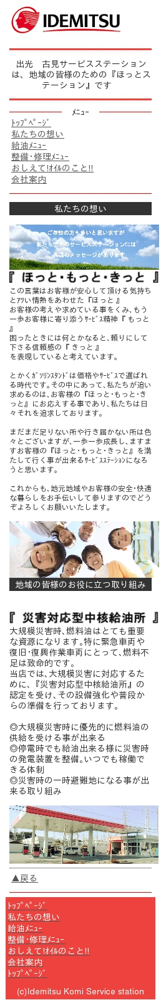 IDEMITSU
出光　古見サービスステーション
は、地域の皆様のための『ほっとス
テーション』です
ﾒﾆｭｰ
ﾄｯﾌﾟﾍﾟｰｼﾞ
私たちの想い
給油ﾒﾆｭｰ
整備･修理ﾒﾆｭｰ
おしえて!ｵｲﾙのこと!!
会社案内
私たちの想い
ご存知の方も多いと思いますが
私たち出光のサービスステーションには
共通のメッセージがあります
『 ほっと・もっと・きっと 』
この言葉はお客様が安心して頂ける気持ち
とｱﾂい情熱をあわせた『ほっと 』
お客様の考えや求めている事をくみ､もう
一歩お客様に寄り添うｻｰﾋﾞｽ精神『 もっと
』
困ったときには何とかなると､頼りにして
下さる信頼感の『 きっと 』
を表現していると考えています。
とかくｶﾞｿﾘﾝｽﾀﾝﾄﾞは価格やｻｰﾋﾞｽで選ばれ
る時代です｡その中にあって､私たちが追い
求めるのは､お客様の『ほっと･もっと･き
っと』にお応えする事であり､私たちは日
々それを追求しております。
まだまだ足りない所や行き届かない所は色
々とございますが､一歩一歩成長し､ますま
すお客様の『ほっと･もっと･きっと』を満
たして行く事が出来るｻｰﾋﾞｽｽﾃｰｼｮﾝになろ
うと思います。
これからも､地元地域やお客様の安全･快適
な暮らしをお手伝いして参りますのでどう
ぞよろしくお願いいたします。
地域の皆様のお役に立つ取り組み
『 災害対応型中核給油所 』
大規模災害時､燃料油はとても重要
な資源になります｡特に緊急車両や
復旧･復興作業車両にとって､燃料不
足は致命的です。
当店では､大規模災害に対応するた
めに､『災害対応型中核給油所』の
認定を受け､その設備強化や普段か
らの準備を行っております。
◎大規模災害時に優先的に燃料油の
供給を受ける事が出来る
◎停電時でも給油出来る様に災害時
の発電装置を整備｡いつでも稼働で
きる体制
◎災害時の一時避難地になる事が出
来る取り組み
▲戻る
ﾄｯﾌﾟﾍﾟｰｼﾞ
私たちの想い
給油ﾒﾆｭｰ
整備･修理ﾒﾆｭｰ
おしえて!ｵｲﾙのこと!!
会社案内
ﾄｯﾌﾟﾍﾟｰｼﾞ
(c)Idemitsu Komi Service station